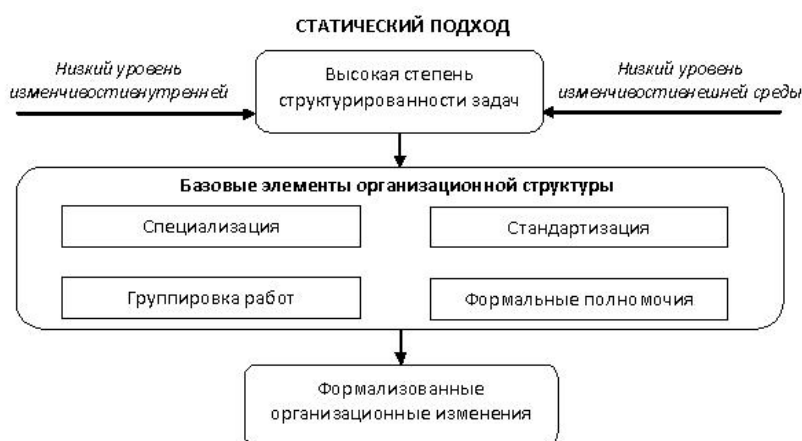 СТАТИЧЕСКИЙ ПОДХОД
Низкий уровень
изменчивостивнутренней
Высокая степень
структурированности задач
Низкий уровень
изменчивостивнешней среды
Базовые элементы организационной структуры
Специализация
Стандартизация
Группировка работ
Формальные полномочия
Формализованные
организационные изменения